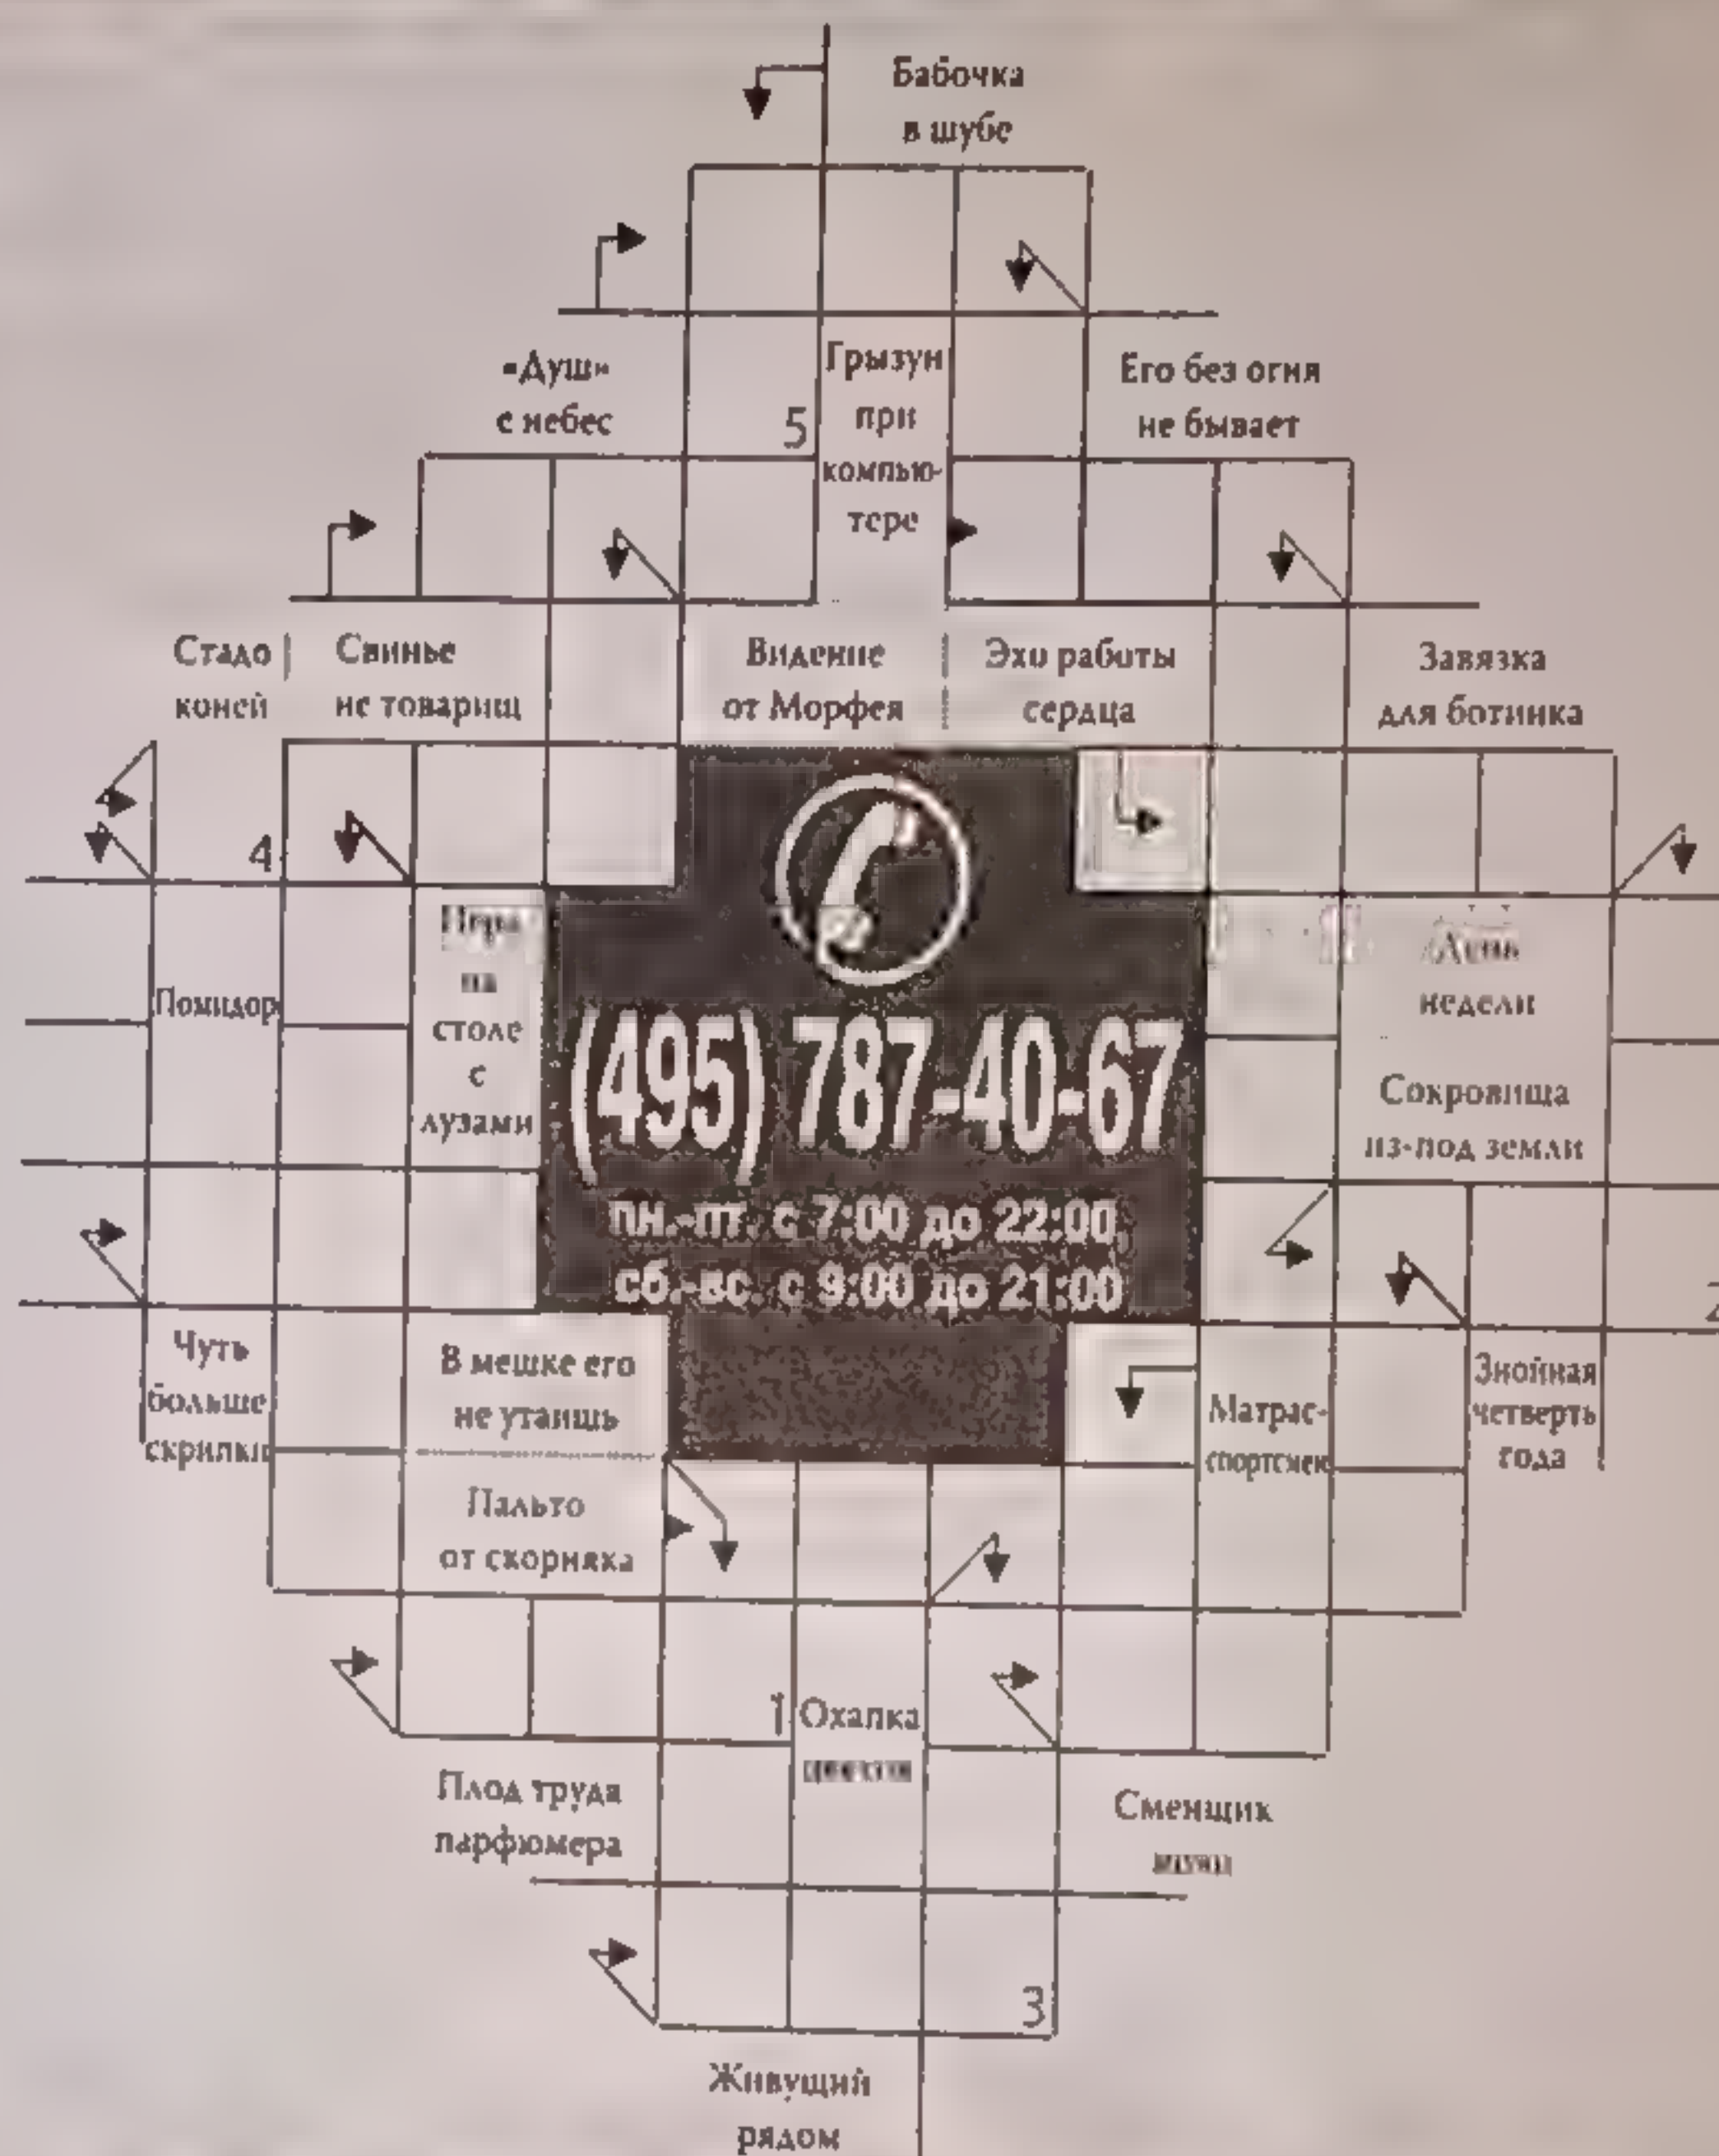 Бабочка
в шубе
«Душ»
с небес
5
Грызун
при
компью-
тере
Его без огня
не бывает
Стадо
коней
Свинье
не товарищ
Видение
от Морфея
Эхо работы
сердца
Завязка
для ботинка
4
Помидор
на
столе
с
лузами
(495) 787-40-67
пн.-пт. с 7:00 до 22:00
сб.-вс. с 9:00 до 21:00
День
недели
Сокровища
из-под земли
2
Чуть
больше
скрипки
В мешке его
не утаишь
Пальто
от скорняка
Матрас-
спортсмен
Знойная
четверть
года
1
Охапка
Плод труда
парфюмера
Сменщик
3
Живущий
рядом